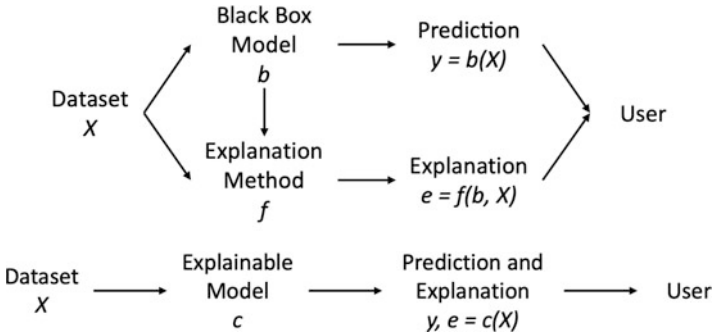 Black Box
Model
b
Prediction
y = b(X)
Dataset
X
User
Explanation
Method
f
Explanation
e = f(b, X)
Dataset
X
Explainable
Model
c
Prediction and
Explanation
y, e = c(X)
User